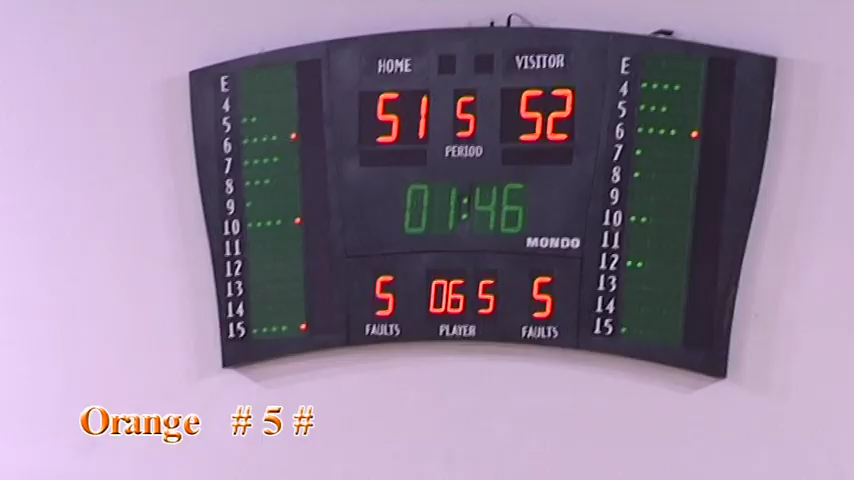 HOME VISITOR
51 5 52
PERIOD
01:46
MONDO
5 06 5 5
FAULTS PLAYER FAULTS
E
4
5
6
7
8
9
10
11
12
13
14
15
E
4
5
6
7
8
9
10
11
12
13
14
15
Orange # 5 #